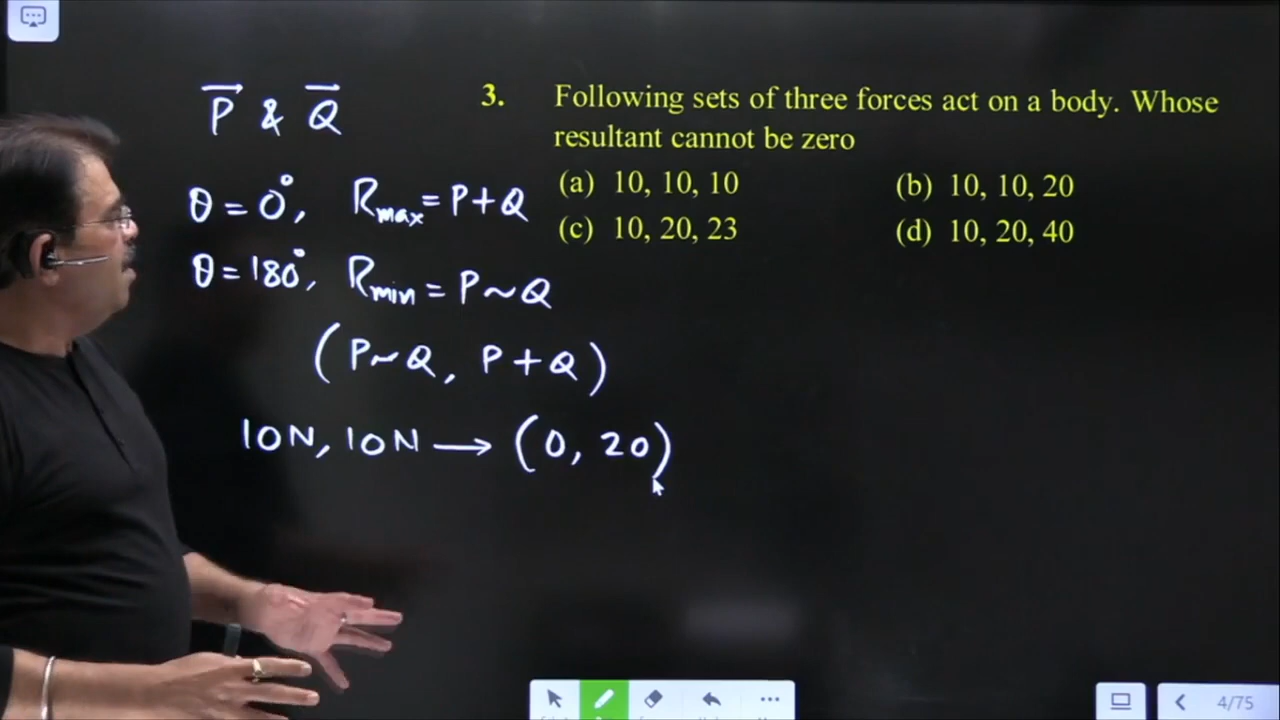 P & Q
θ = 0°, Rmax = P + Q
θ = 180°, Rmin = P ~ Q
(P ~ Q, P + Q)
10N, 10N → (0, 20)
3. Following sets of three forces act on a body. Whose
resultant cannot be zero
(a) 10, 10, 10 (b) 10, 10, 20
(c) 10, 20, 23 (d) 10, 20, 40
4/75